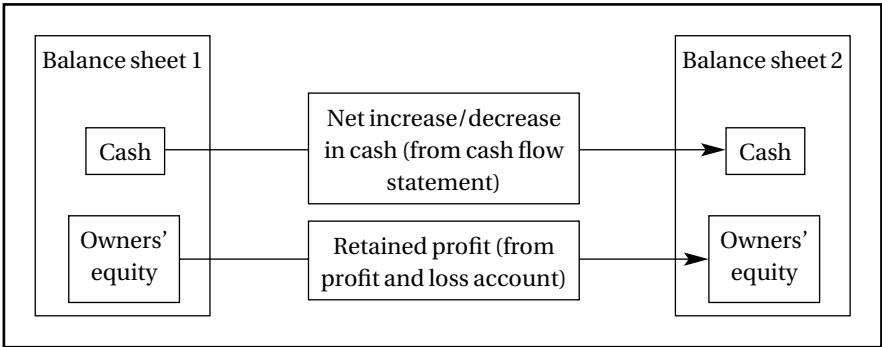 Balance sheet 1
Balance sheet 2
Cash
Net increase/decrease
in cash (from cash flow
statement)
Cash
Owners'
equity
Retained profit (from
profit and loss account)
Owners'
equity